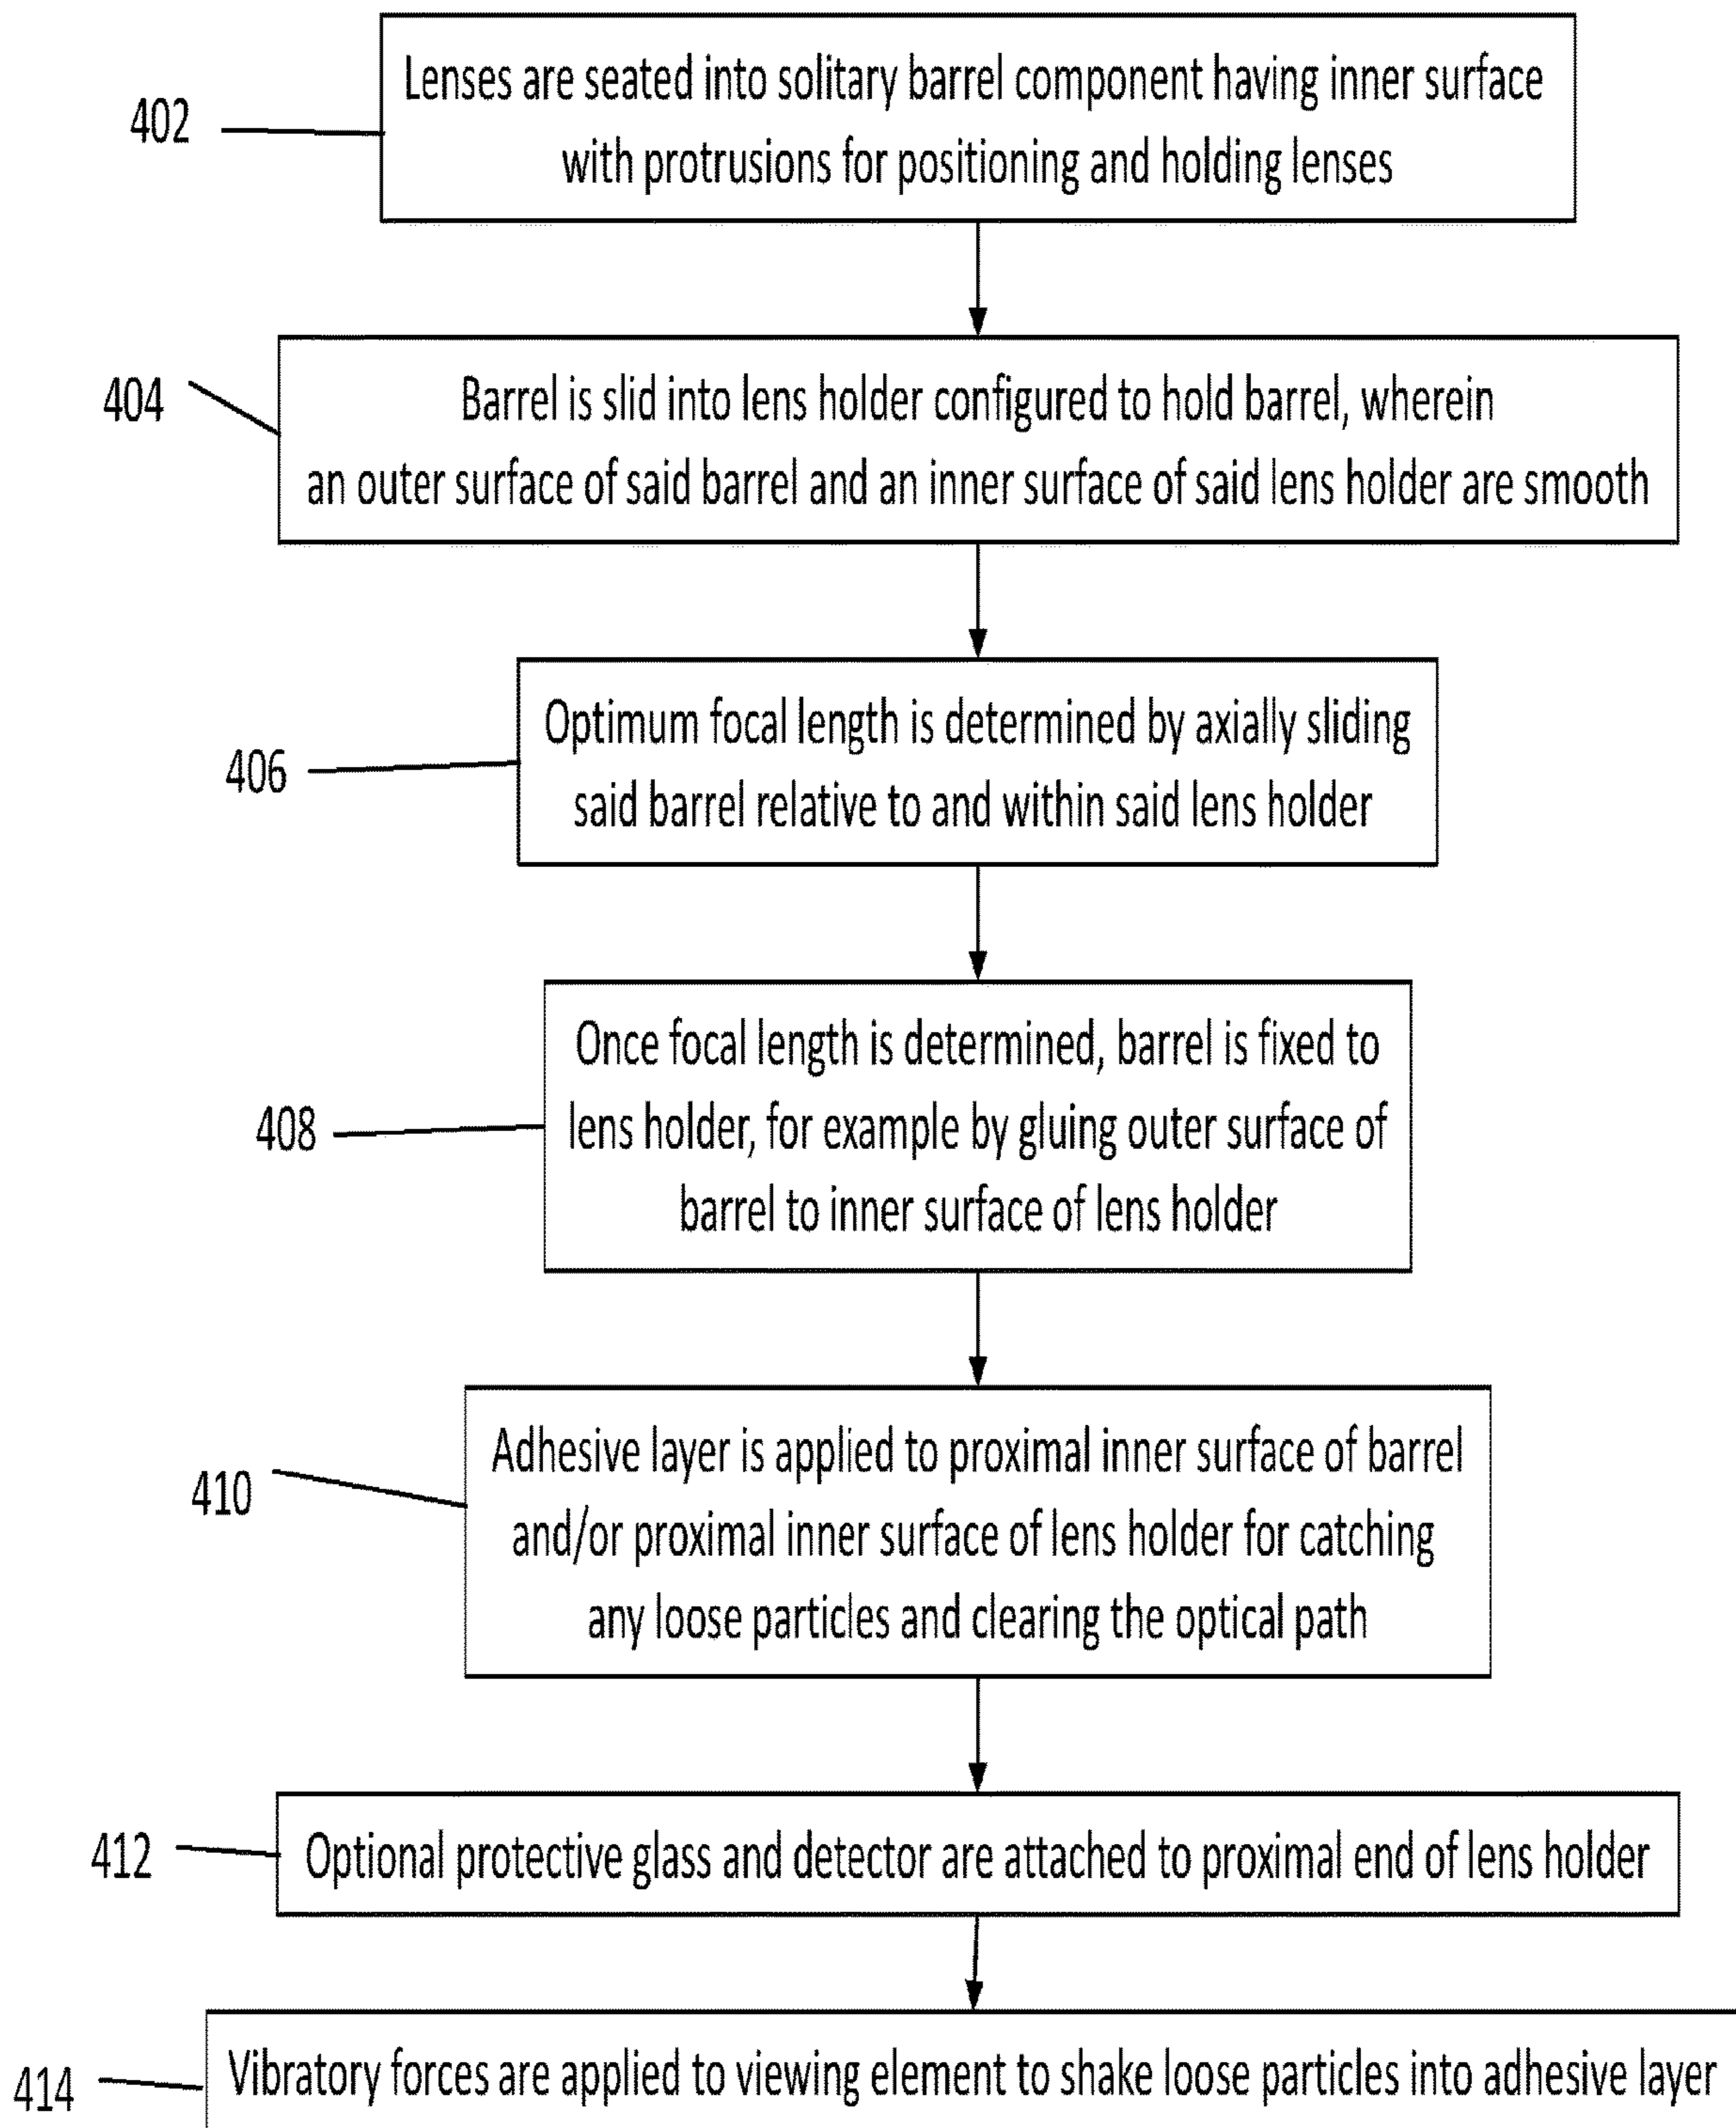 402
Lenses are seated into solitary barrel component having inner surface
with protrusions for positioning and holding lenses
404
Barrel is slid into lens holder configured to hold barrel, wherein
an outer surface of said barrel and an inner surface of said lens holder are smooth
406
Optimum focal length is determined by axially sliding
said barrel relative to and within said lens holder
408
Once focal length is determined, barrel is fixed to
lens holder, for example by gluing outer surface of
barrel to inner surface of lens holder
410
Adhesive layer is applied to proximal inner surface of barrel
and/or proximal inner surface of lens holder for catching
any loose particles and clearing the optical path
412
Optional protective glass and detector are attached to proximal end of lens holder
414
Vibratory forces are applied to viewing element to shake loose particles into adhesive layer